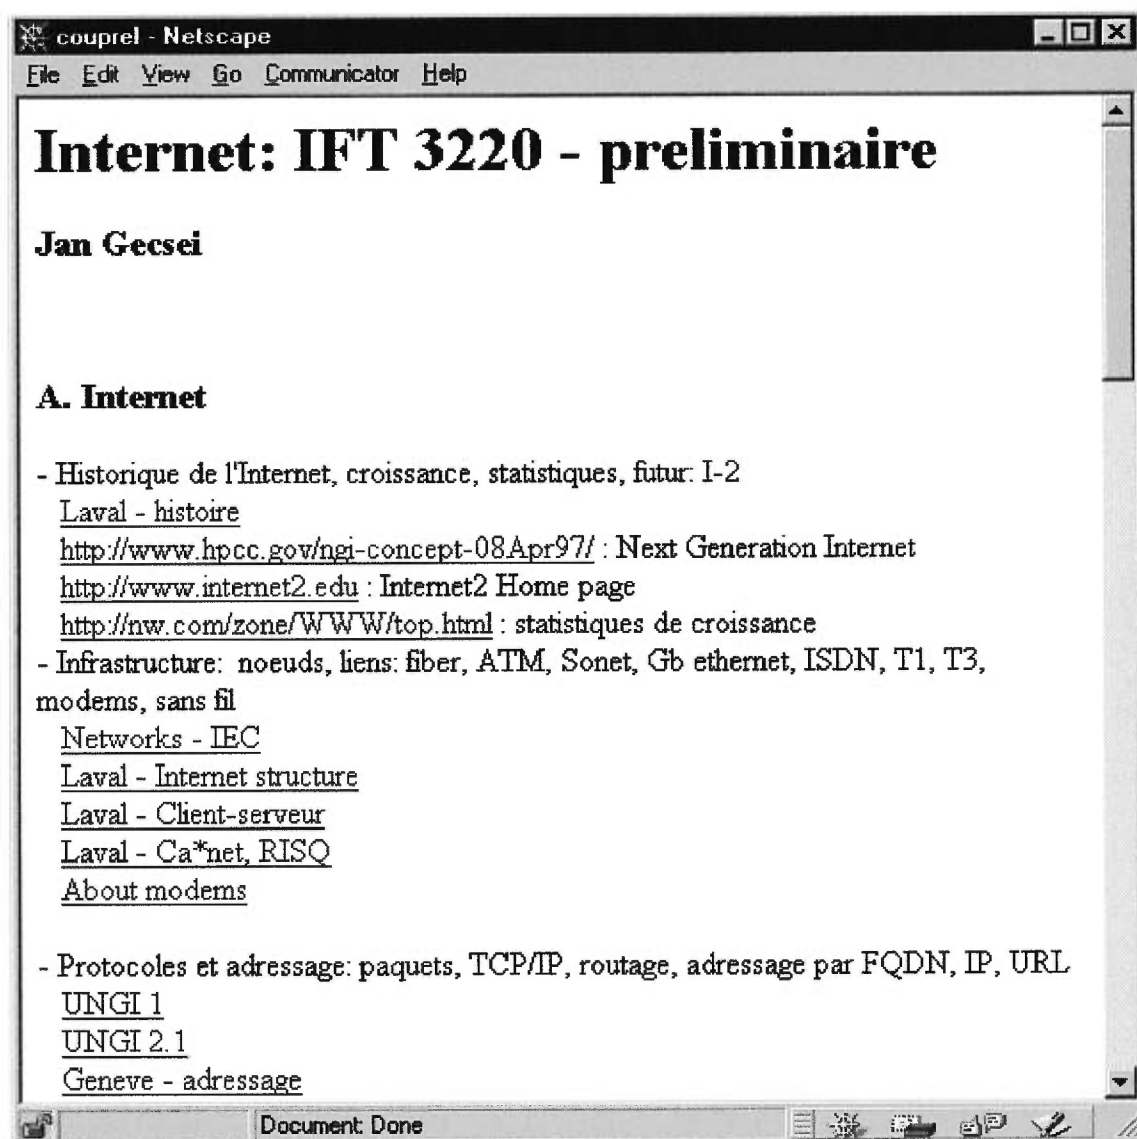 couprel - Netscape
File Edit View Go Communicator Help
Internet: IFT 3220 - preliminaire
Jan Gecsei
A. Internet
- Historique de l'Internet, croissance, statistiques, futur: I-2
Laval - histoire
http://www.hpcc.gov/ngi-concept-08Apr97/ : Next Generation Internet
http://www.internet2.edu : Internet2 Home page
http://nw.com/zone/WWW/top.html : statistiques de croissance
- Infrastructure: noeuds, liens: fiber, ATM, Sonet, Gb ethernet, ISDN, T1, T3,
modems, sans fil
Networks - IEC
Laval - Internet structure
Laval - Client-serveur
Laval - Ca*net, RISQ
About modems
- Protocoles et adressage: paquets, TCP/IP, routage, adressage par FQDN, IP, URL
UNGI 1
UNGI 2.1
Geneve - adressage
Document: Done